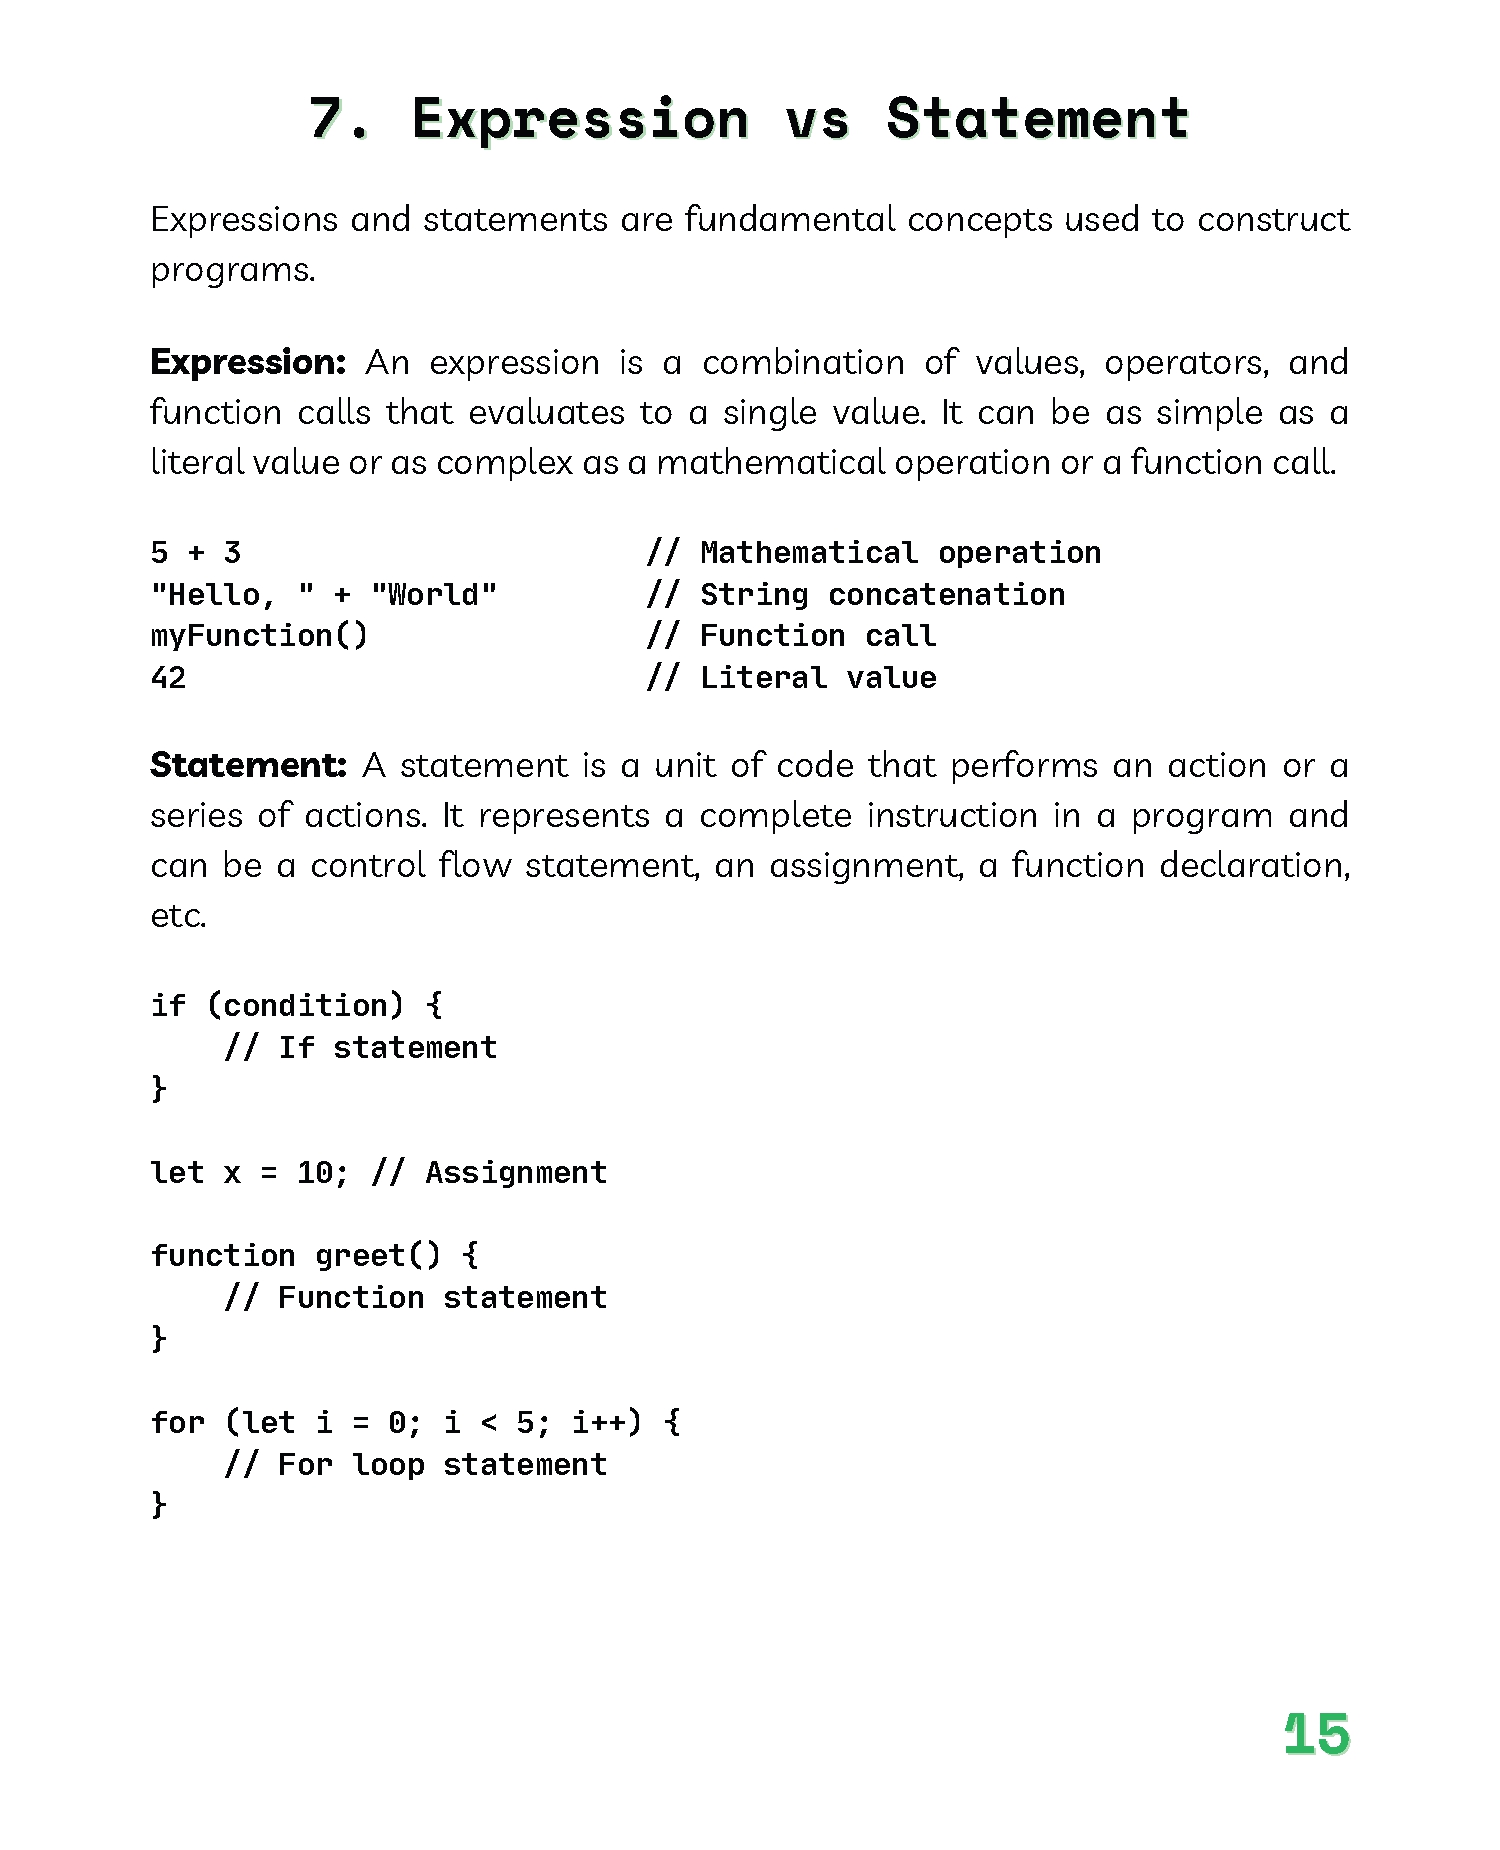 7. Expression vs Statement
Expressions and statements are fundamental concepts used to construct
programs.
Expression: An expression is a combination of values, operators, and
function calls that evaluates to a single value. It can be as simple as a
literal value or as complex as a mathematical operation or a function call.
5 + 3                      // Mathematical operation
"Hello, " + "World"        // String concatenation
myFunction()               // Function call
42                         // Literal value
Statement: A statement is a unit of code that performs an action or a
series of actions. It represents a complete instruction in a program and
can be a control flow statement, an assignment, a function declaration,
etc.
if (condition) {
    // If statement
}
let x = 10; // Assignment
function greet() {
    // Function statement
}
for (let i = 0; i < 5; i++) {
    // For loop statement
}
15